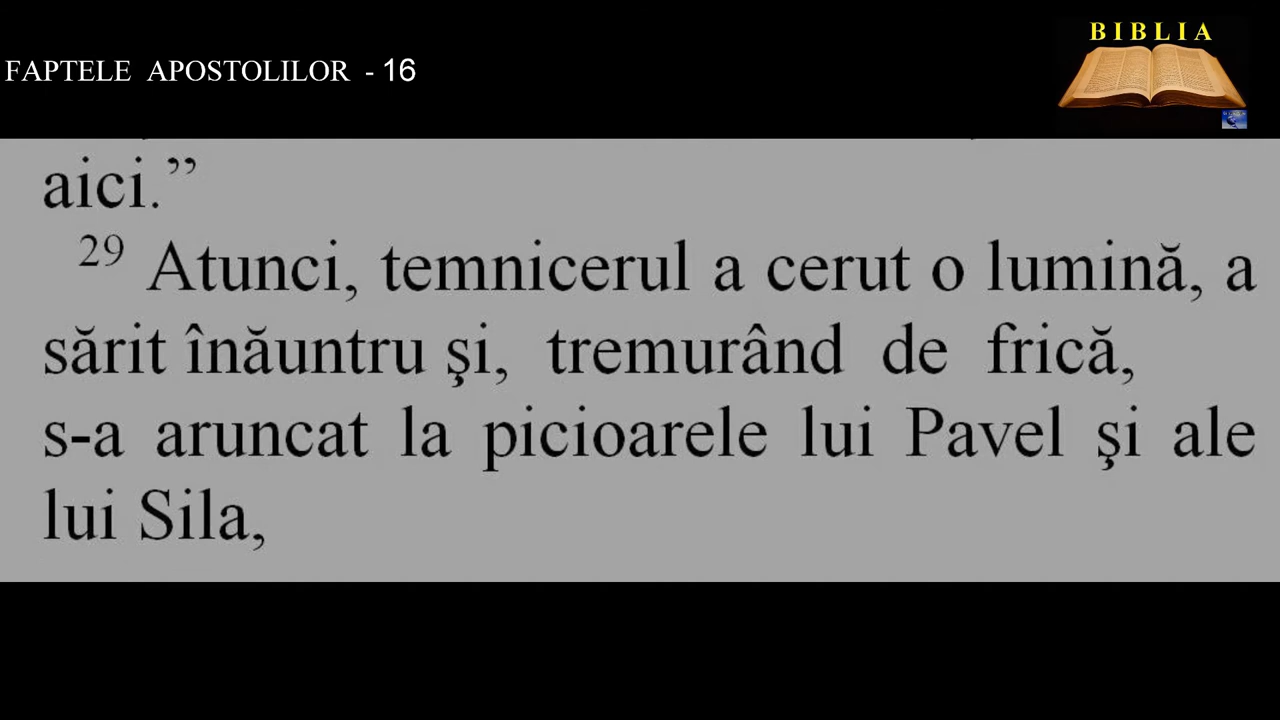 BIBLIA
FAPTELE APOSTOLILOR - 16
aici.”
29 Atunci, temnicerul a cerut o lumină, a
sărit înăuntru şi, tremurând de frică,
s-a aruncat la picioarele lui Pavel şi ale
lui Sila,